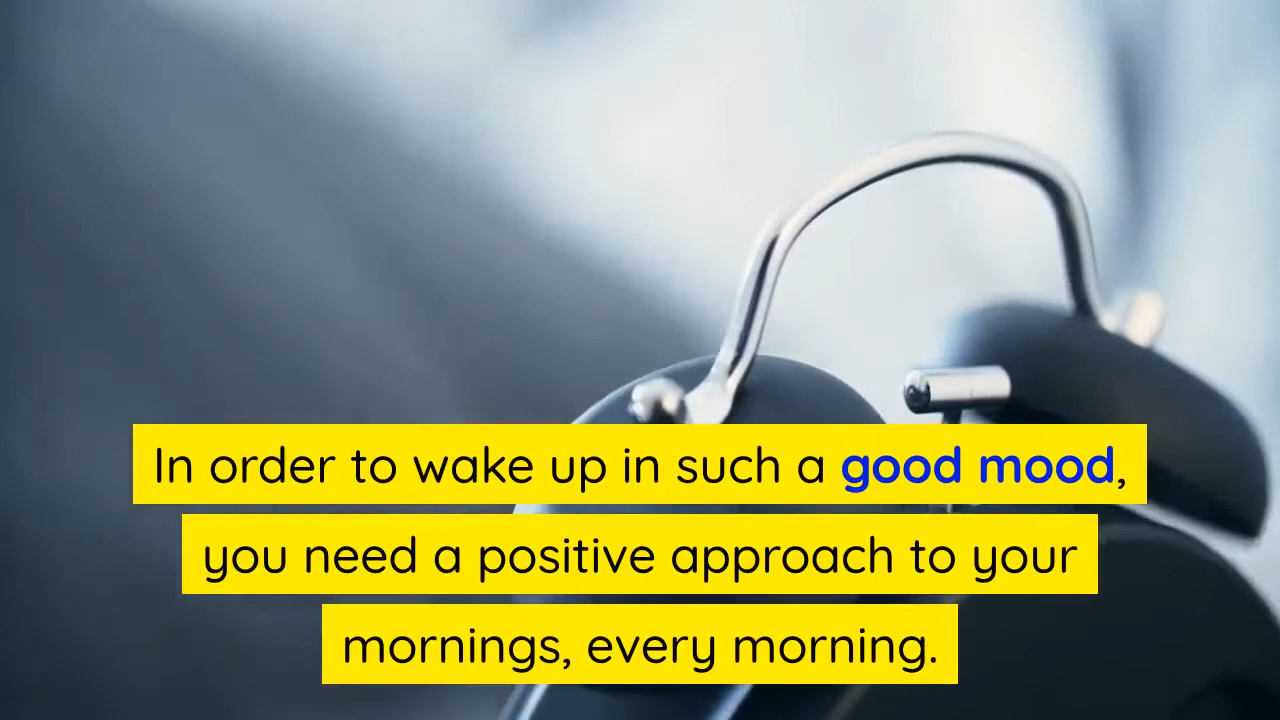 In order to wake up in such a good mood,
you need a positive approach to your
mornings, every morning.